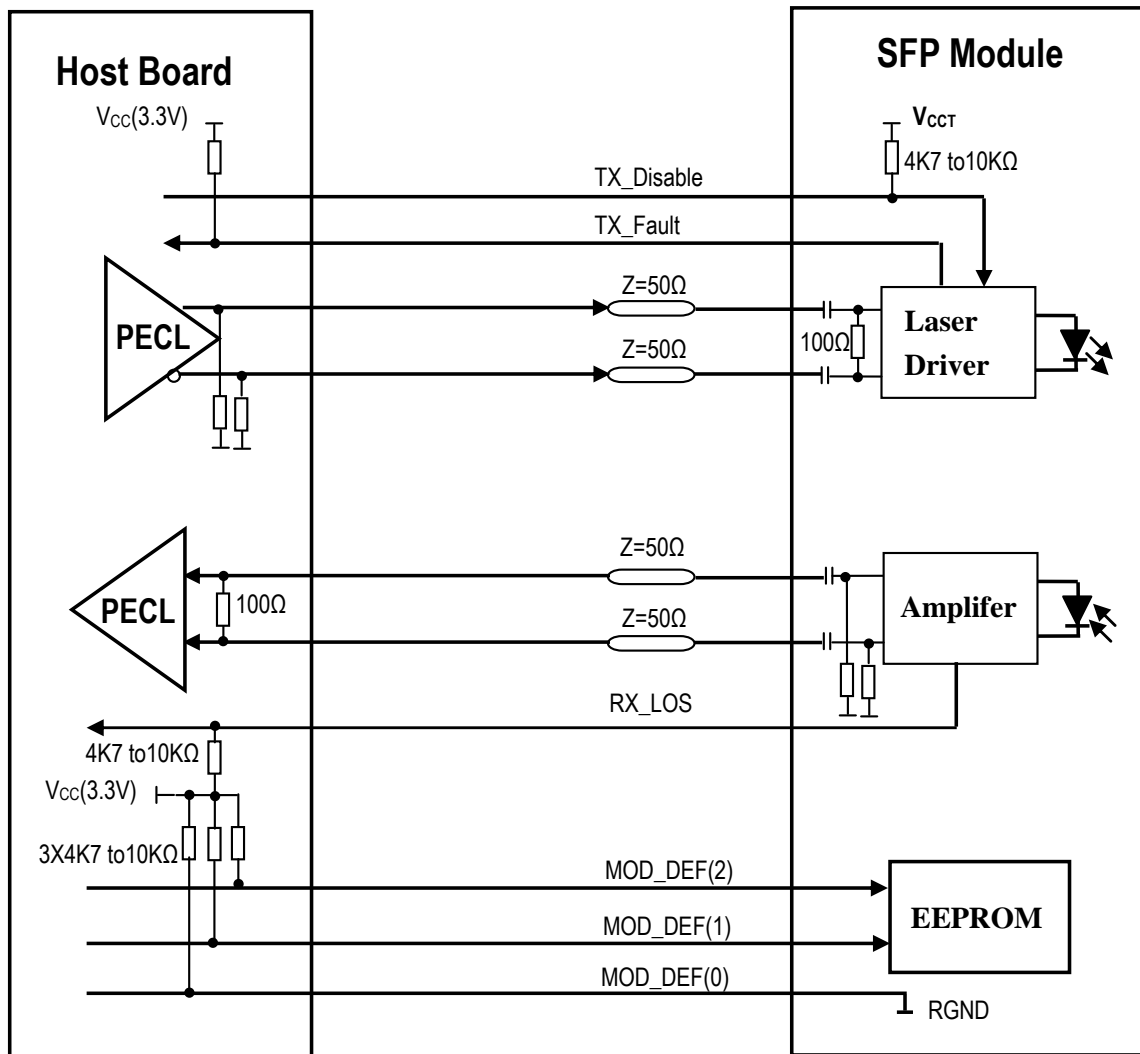 Host Board
SFP Module
VCC(3.3V)
VCCT
4K7 to10KΩ
TX_Disable
TX_Fault
Z=50Ω
PECL
100Ω
Laser
Driver
Z=50Ω
Z=50Ω
PECL
100Ω
Amplifer
Z=50Ω
RX_LOS
4K7 to10KΩ
VCC(3.3V)
3X4K7 to10KΩ
MOD_DEF(2)
EEPROM
MOD_DEF(1)
MOD_DEF(0)
RGND